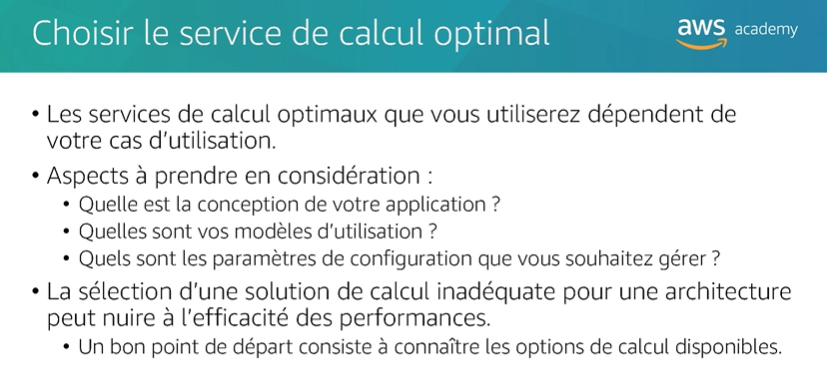 Choisir le service de calcul optimal
aws academy
• Les services de calcul optimaux que vous utiliserez dépendent de
votre cas d'utilisation.
• Aspects à prendre en considération :
• Quelle est la conception de votre application ?
• Quelles sont vos modèles d'utilisation ?
• Quels sont les paramètres de configuration que vous souhaitez gérer ?
• La sélection d'une solution de calcul inadéquate pour une architecture
peut nuire à l'efficacité des performances.
• Un bon point de départ consiste à connaître les options de calcul disponibles.